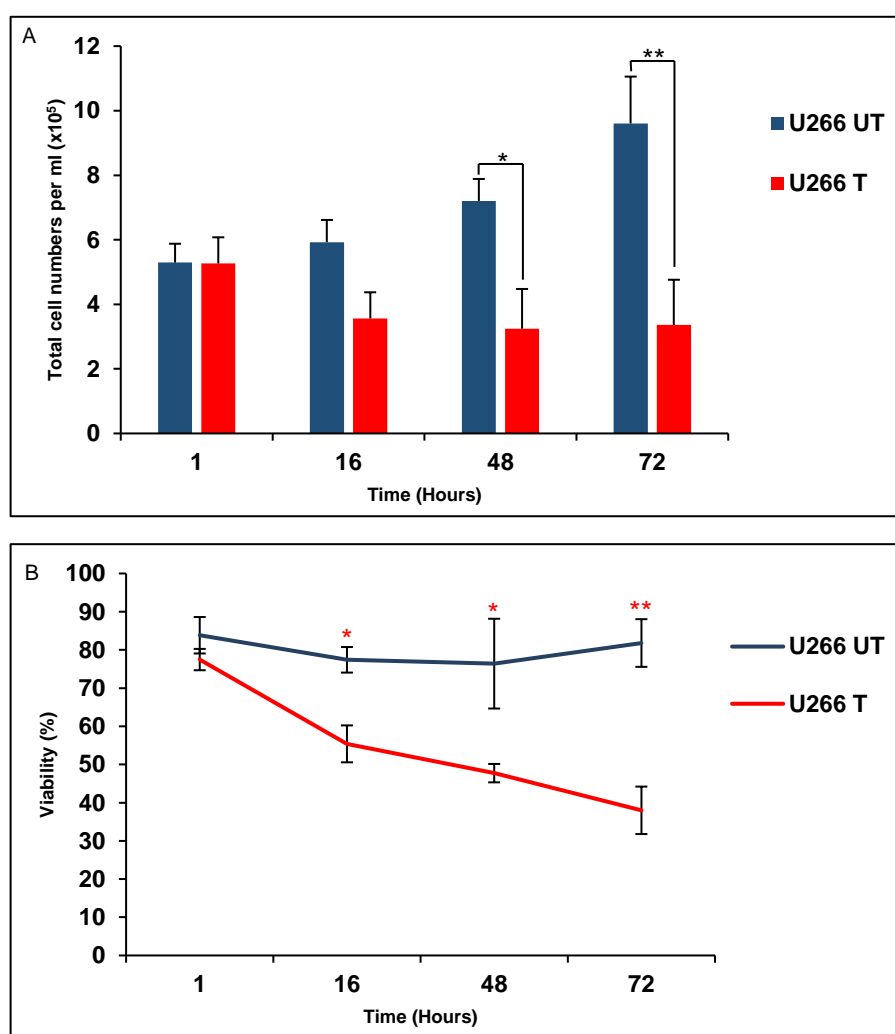 A
12
10
8
6
4
2
0
Total cell numbers per ml (x10⁵)
*
**
U266 UT
U266 T
1 16 48 72
Time (Hours)
B
100
90
80
70
60
50
40
30
20
10
0
Viability (%)
* * **
U266 UT
U266 T
1 16 48 72
Time (Hours)